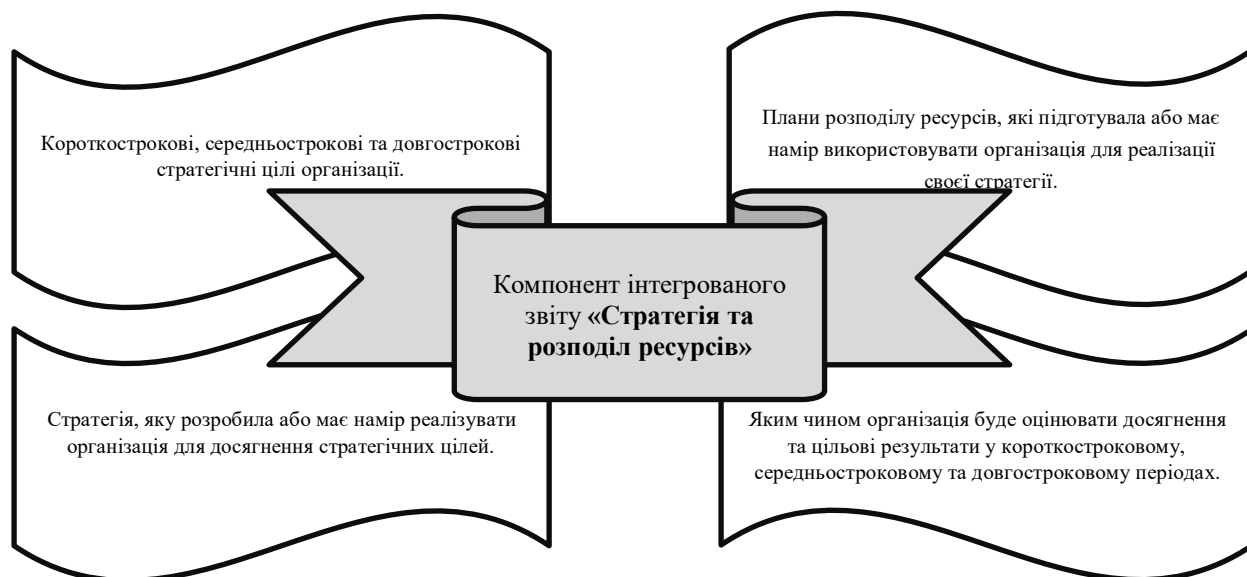 Короткострокові, середньострокові та довгострокові
стратегічні цілі організації.
Плани розподілу ресурсів, які підготувала або має
намір використовувати організація для реалізації
своєї стратегії.
Компонент інтегрованого
звіту «Стратегія та
розподіл ресурсів»
Стратегія, яку розробила або має намір реалізувати
організація для досягнення стратегічних цілей.
Яким чином організація буде оцінювати досягнення
та цільові результати у короткостроковому,
середньостроковому та довгостроковому періодах.